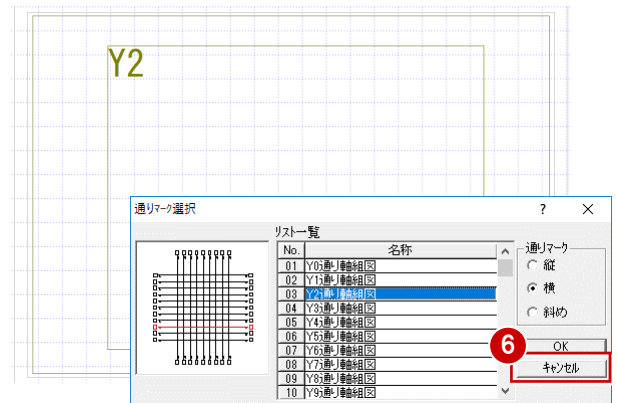 Y2
通りマーク選択 ? ×
リスト一覧
No. 名称
01 Y0通り軸組図
02 Y1通り軸組図
03 Y2通り軸組図
04 Y3通り軸組図
05 Y4通り軸組図
06 Y5通り軸組図
07 Y6通り軸組図
08 Y7通り軸組図
09 Y8通り軸組図
10 Y9通り軸組図
通りマーク
縦
横
斜め
6
OK
キャンセル